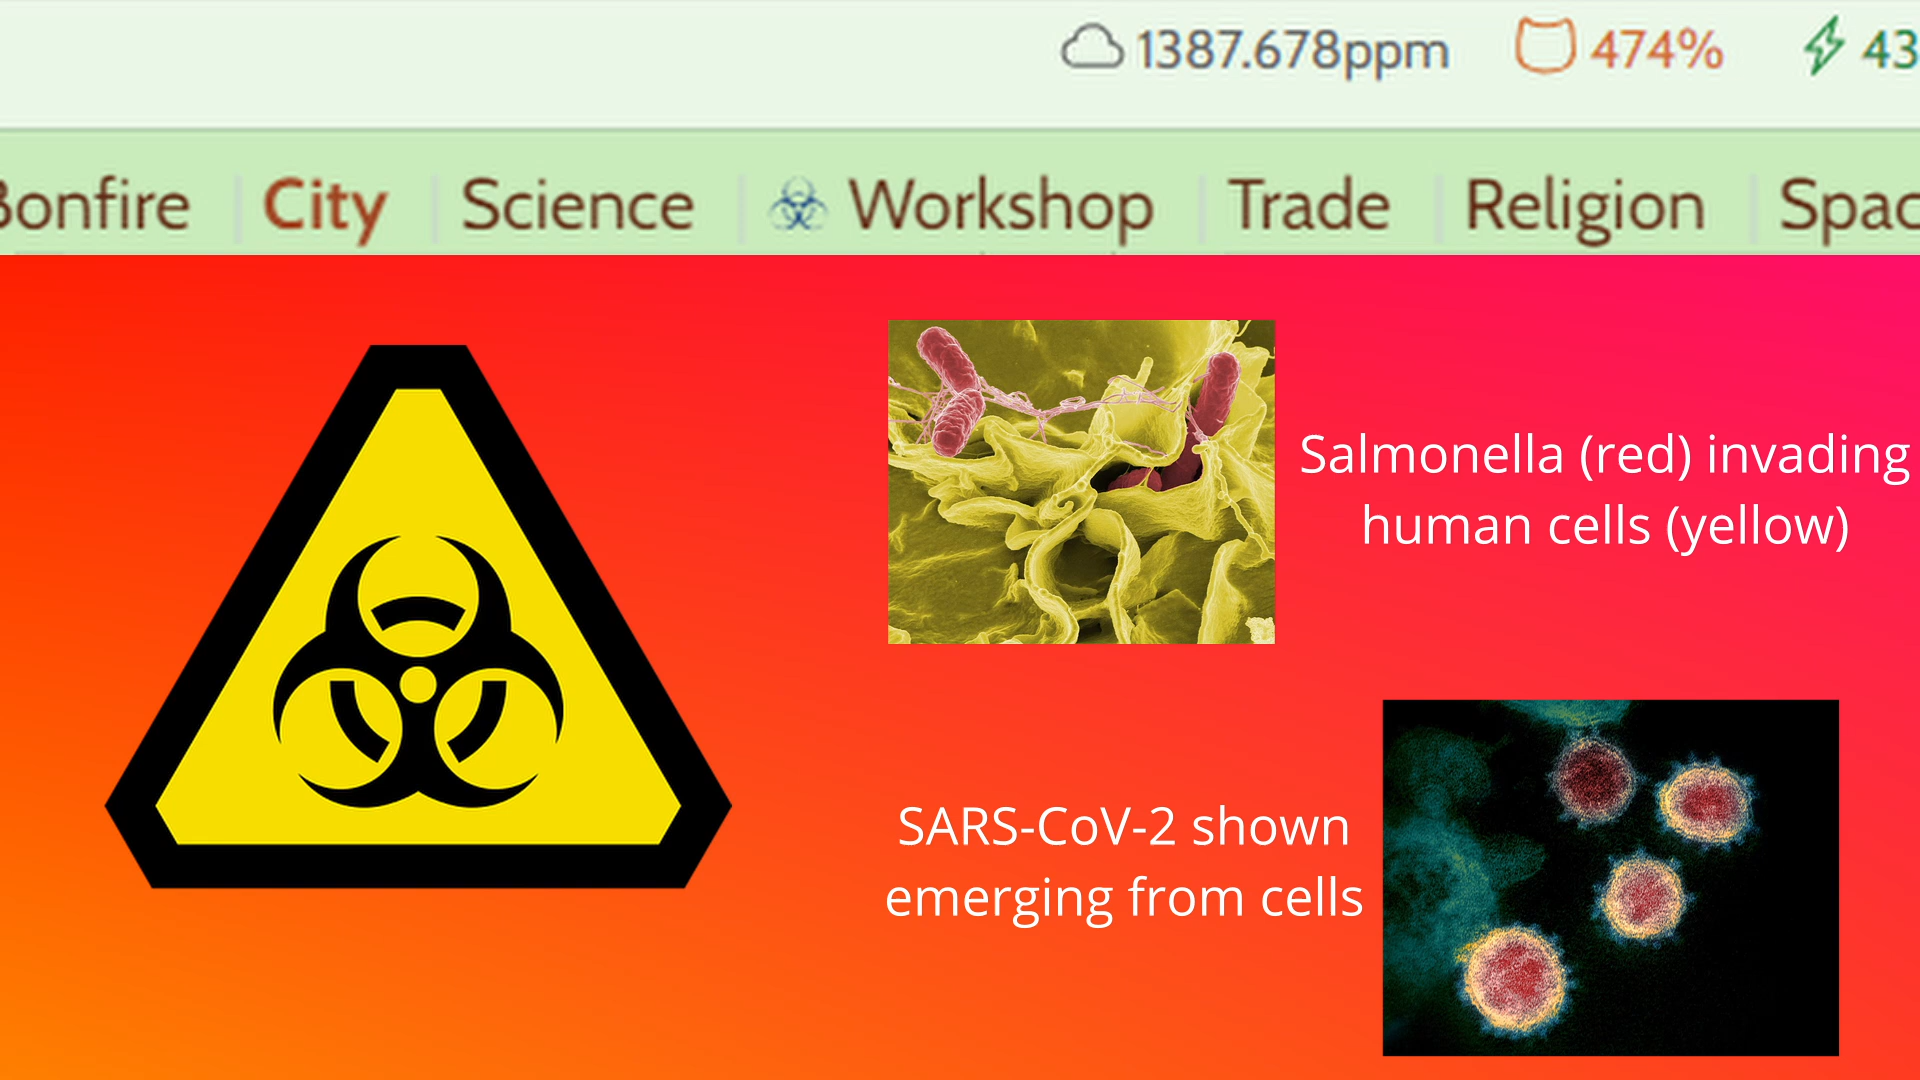 1387.678ppm 474% 43
Bonfire City Science Workshop Trade Religion Spac
Salmonella (red) invading
human cells (yellow)
SARS-CoV-2 shown
emerging from cells